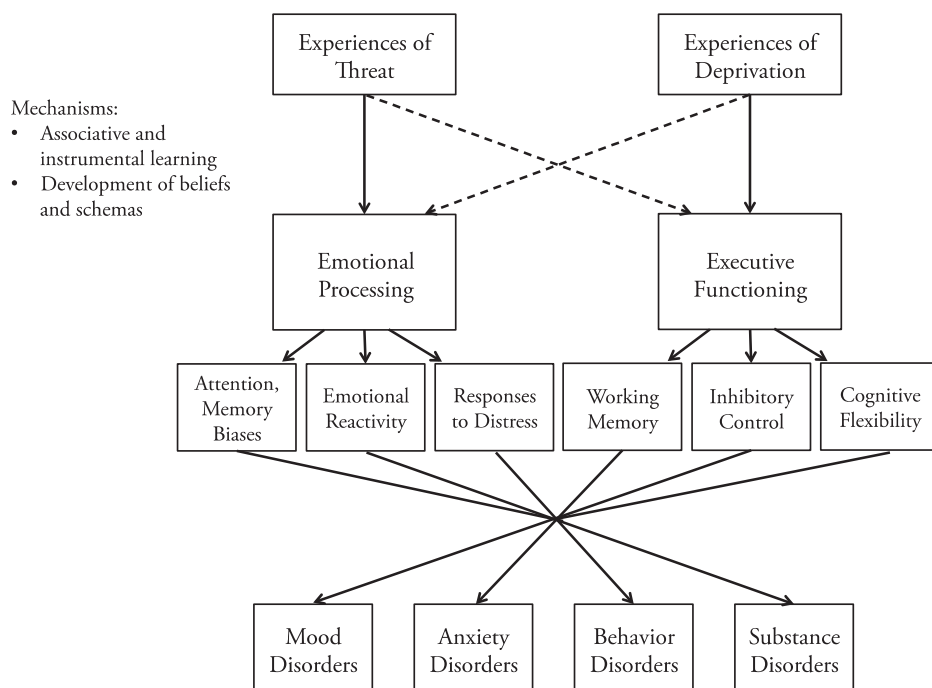 Experiences of
Threat
Experiences of
Deprivation
Mechanisms:
• Associative and
instrumental learning
• Development of beliefs
and schemas
Emotional
Processing
Executive
Functioning
Attention,
Memory
Biases
Emotional
Reactivity
Responses
to Distress
Working
Memory
Inhibitory
Control
Cognitive
Flexibility
Mood
Disorders
Anxiety
Disorders
Behavior
Disorders
Substance
Disorders